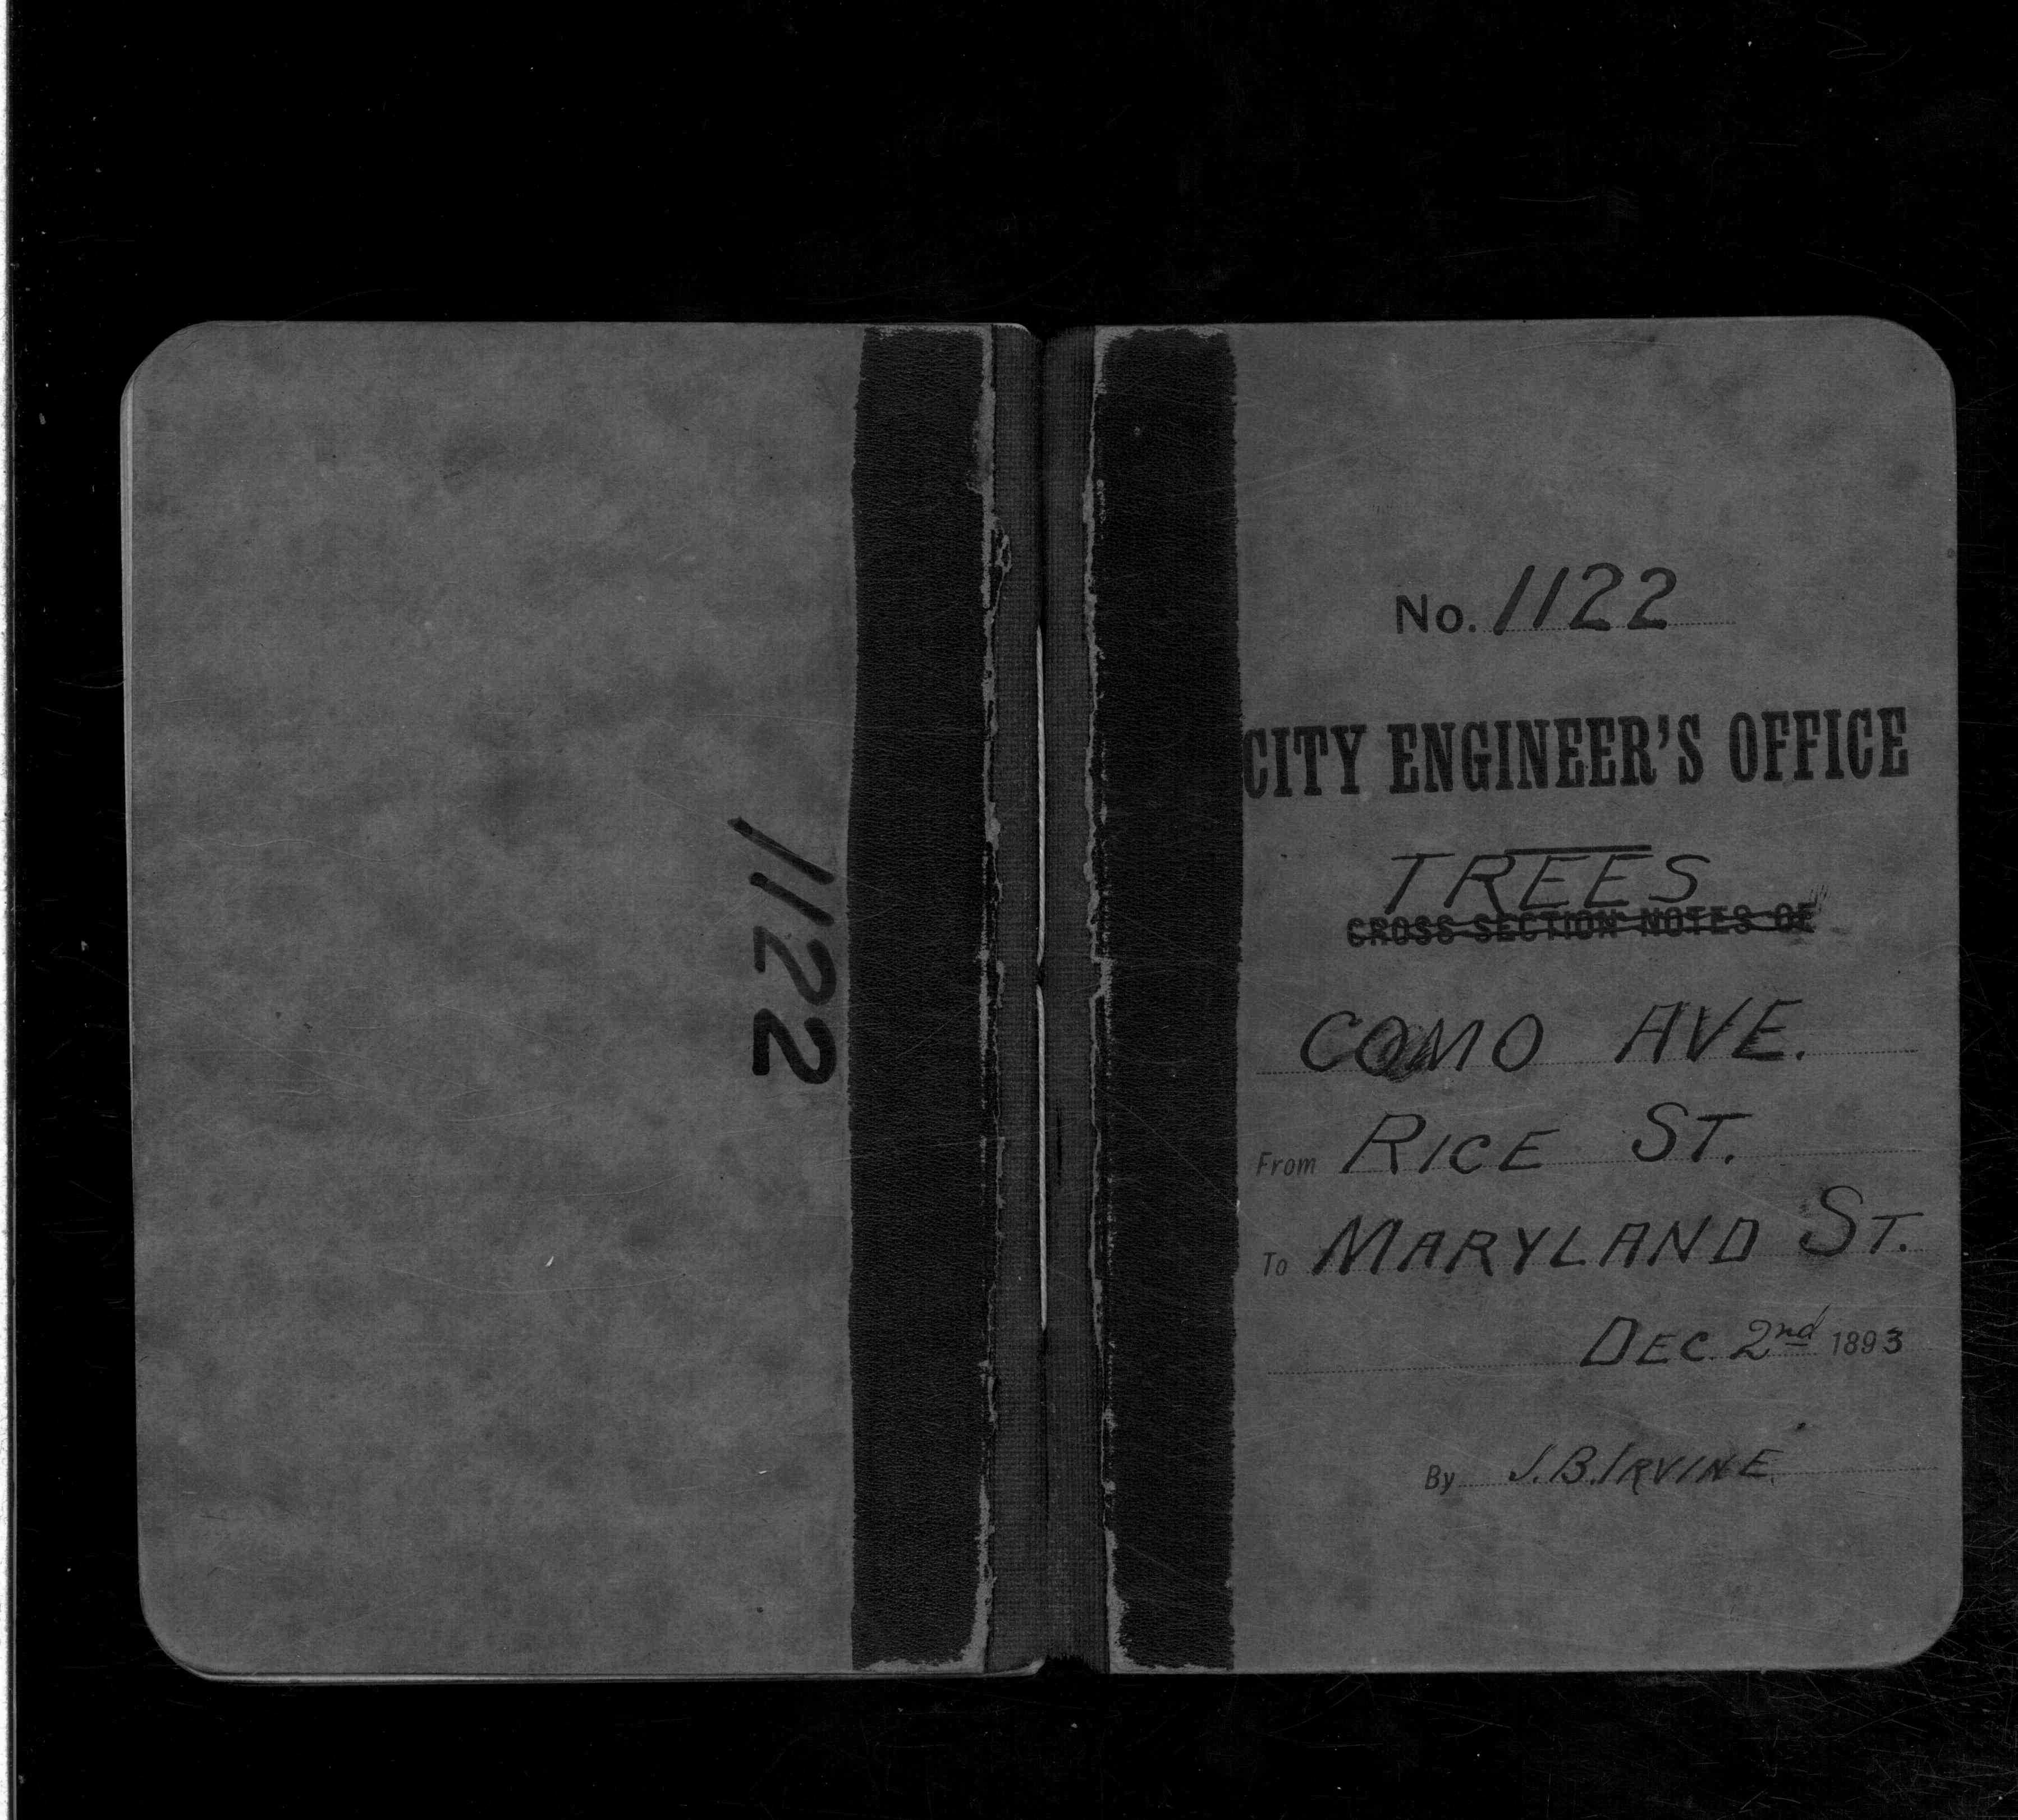 1122
No. 1122
CITY ENGINEER'S OFFICE
TREES
CROSS SECTION NOTES OF
COMO AVE.
From RICE ST.
To MARYLAND ST.
DEC. 2nd 1893
By J.B. IRVINE.